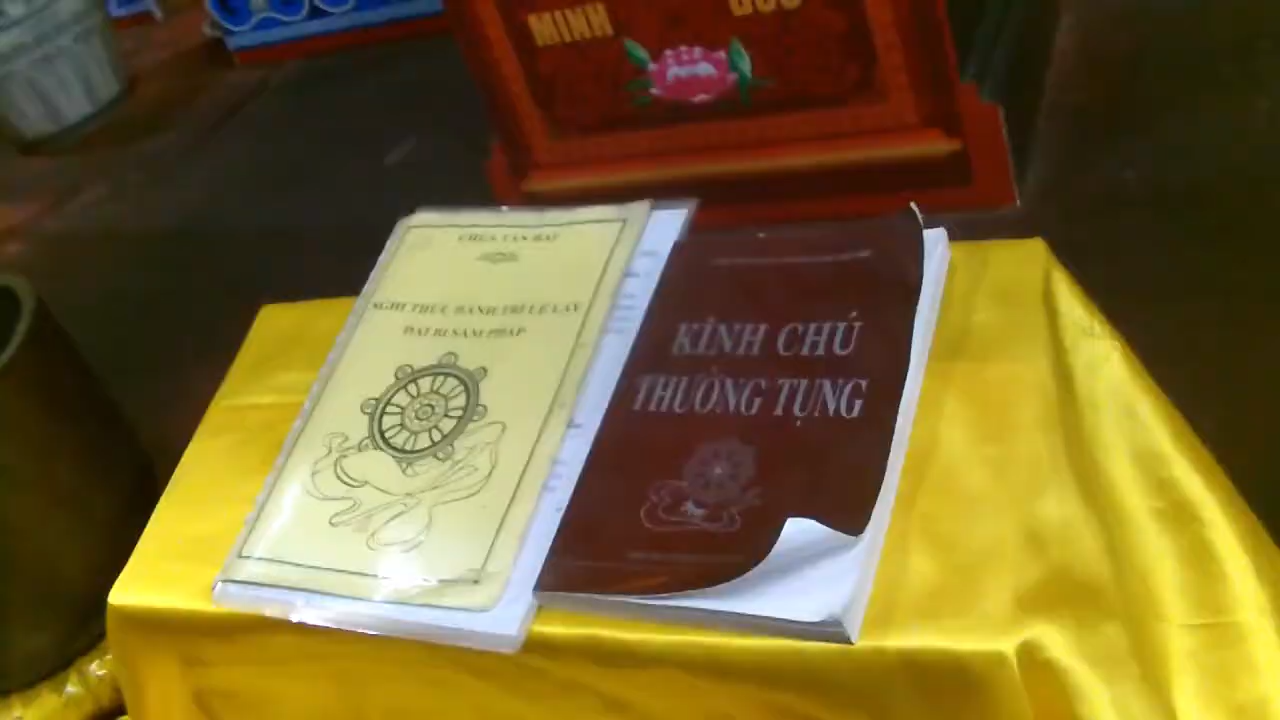 MINH
NGHI THỨC HÀNH TRÌ LỄ LẠY
ĐẠI BI SÁM PHÁP
KINH CHÚ
THƯỜNG TỤNG